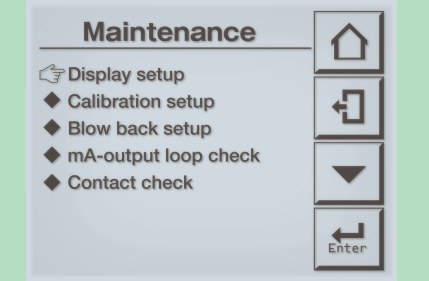 Maintenance
Display setup
Calibration setup
Blow back setup
mA-output loop check
Contact check
Enter